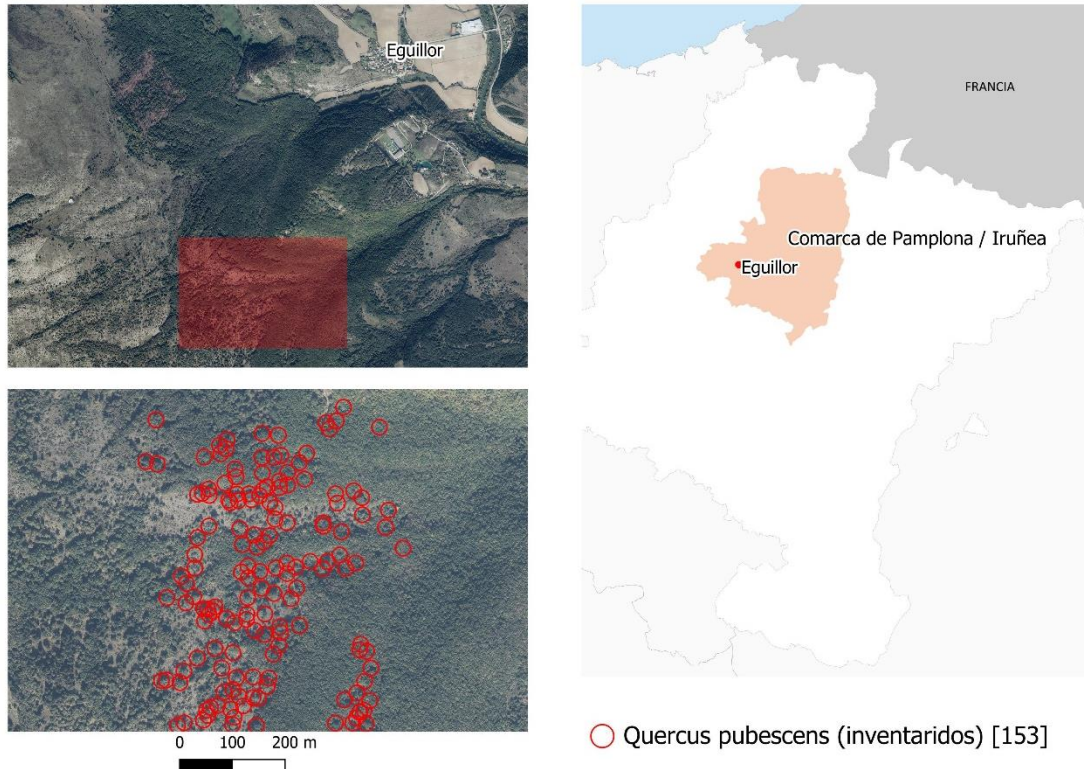 Eguillor
FRANCIA
Comarca de Pamplona / Iruñea
Eguillor
0 100 200 m
Quercus pubescens (inventaridos) [153]